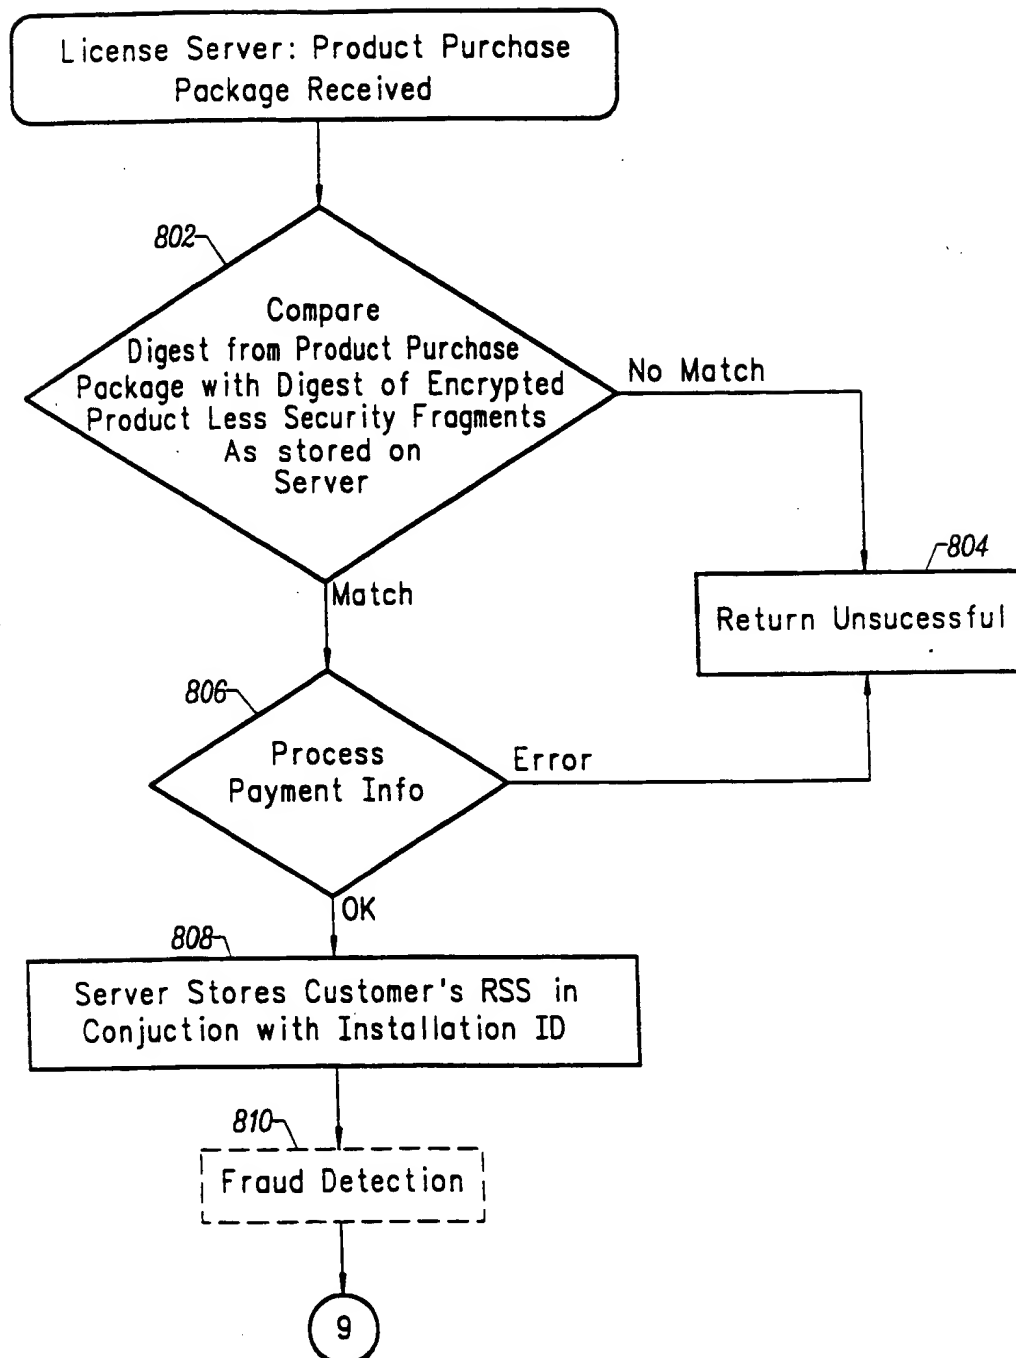 License Server: Product Purchase
Package Received
802
Compare
Digest from Product Purchase
Package with Digest of Encrypted
Product Less Security Fragments
As stored on
Server
No Match
804
Return Unsucessful
Match
806
Process
Payment Info
Error
OK
808
Server Stores Customer's RSS in
Conjuction with Installation ID
810
Fraud Detection
9